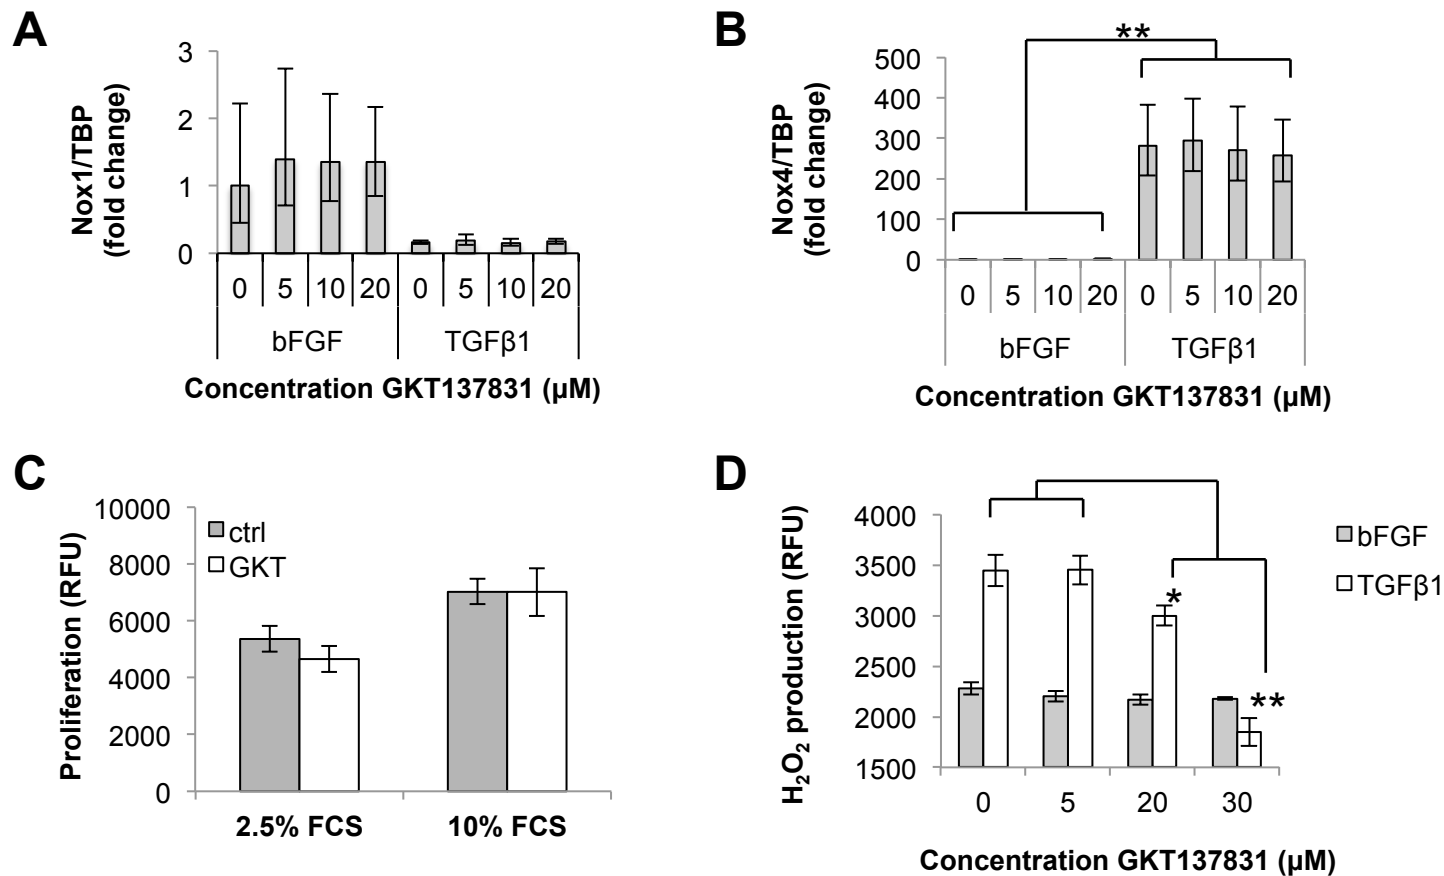 A
Nox1/TBP
(fold change)
3
2
1
0
0 5 10 20 0 5 10 20
bFGF TGFβ1
Concentration GKT137831 (μM)
B
Nox4/TBP
(fold change)
**
500
400
300
200
100
0
0 5 10 20 0 5 10 20
bFGF TGFβ1
Concentration GKT137831 (μM)
C
Proliferation (RFU)
10000
8000
6000
4000
2000
0
ctrl
GKT
2.5% FCS 10% FCS
D
H₂O₂ production (RFU)
4000
3500
3000
2500
2000
1500
*
**
bFGF
TGFβ1
0 5 20 30
Concentration GKT137831 (μM)